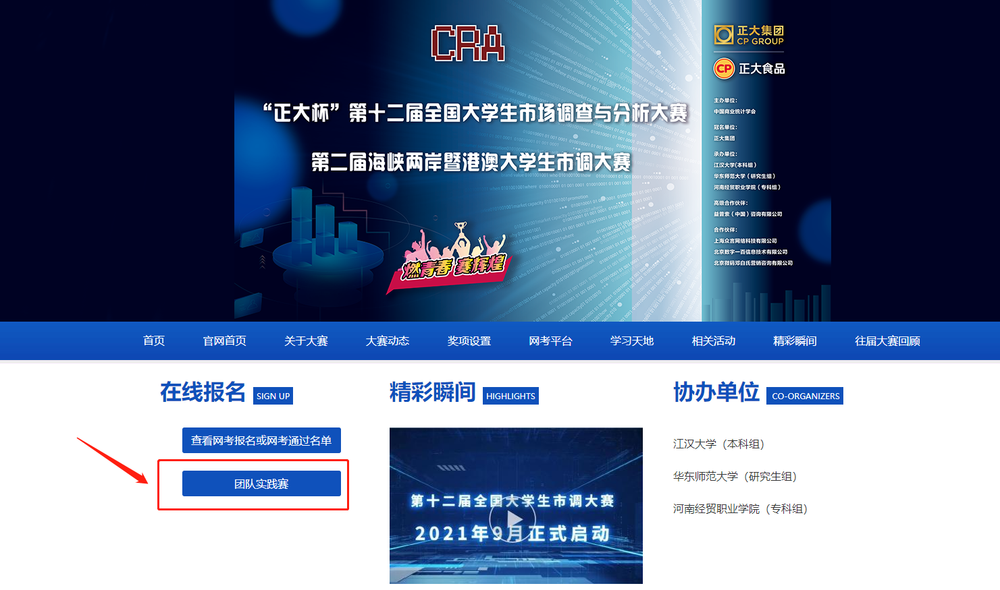 CRA
“正大杯”第十二届全国大学生市场调查与分析大赛
第二届海峡两岸暨港澳大学生市调大赛
燃青春 赛辉煌
正大集团
CP GROUP
CP 正大食品
主办单位：
中国商业统计学会
冠名单位：
正大集团
承办单位：
江汉大学(本科组）
华东师范大学（研究生组）
河南经贸职业学院（专科组）
高级合作伙伴：
益普索（中国）咨询有限公司
合作伙伴：
上海众言网络科技有限公司
北京数字一百信息技术有限公司
北京微码邓白氏营销咨询有限公司
首页 官网首页 关于大赛 大赛动态 奖项设置 网考平台 学习天地 相关活动 精彩瞬间 往届大赛回顾
在线报名 SIGN UP
查看网考报名或网考通过名单
团队实践赛
精彩瞬间 HIGHLIGHTS
第十二届全国大学生市调大赛
2021年9月正式启动
协办单位 CO-ORGANIZERS
江汉大学（本科组）
华东师范大学（研究生组）
河南经贸职业学院（专科组）